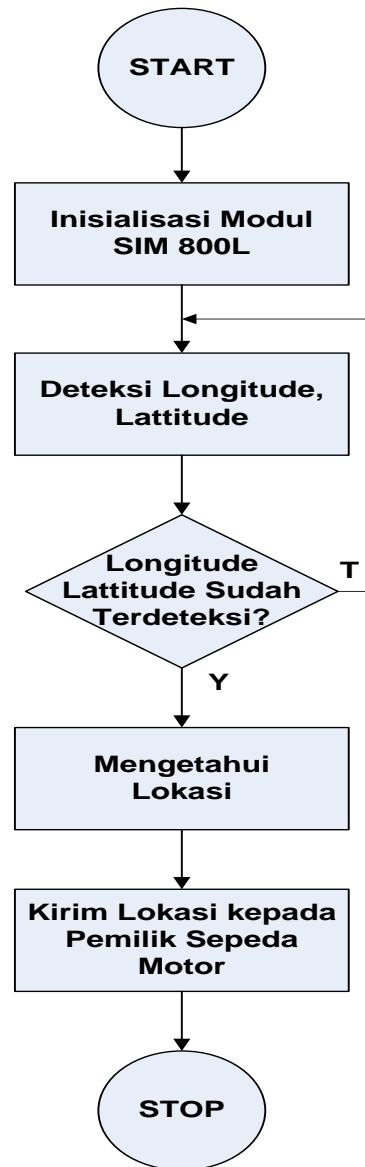 START
Inisialisasi Modul
SIM 800L
Deteksi Longitude,
Lattitude
Longitude
Lattitude Sudah
Terdeteksi?
T
Y
Mengetahui
Lokasi
Kirim Lokasi kepada
Pemilik Sepeda
Motor
STOP